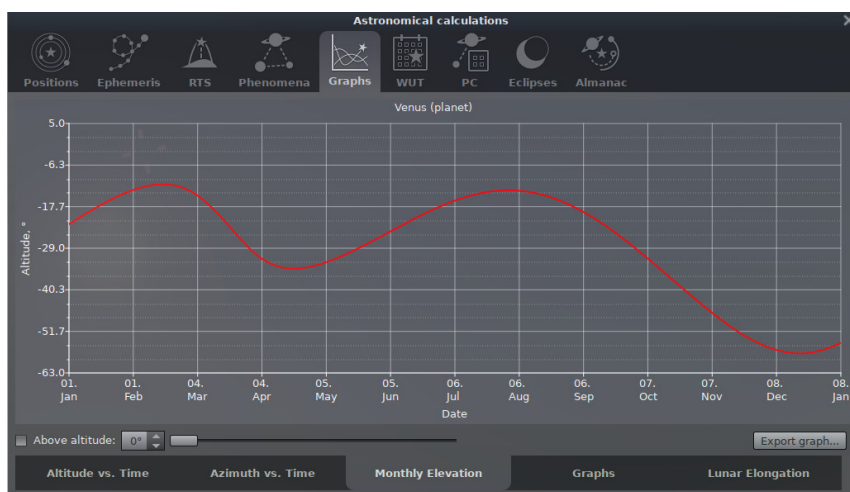 Astronomical calculations
Positions Ephemeris RTS Phenomena Graphs WUT PC Eclipses Almanac
Venus (planet)
5.0
-6.3
-17.7
-29.0
-40.3
-51.7
-63.0
Altitude, °
01. 01. 04. 04. 05. 05. 06. 06. 06. 07. 07. 08. 08.
Jan Feb Mar Apr May Jun Jul Aug Sep Oct Nov Dec Jan
Date
Above altitude: 0° Export graph...
Altitude vs. Time Azimuth vs. Time Monthly Elevation Graphs Lunar Elongation